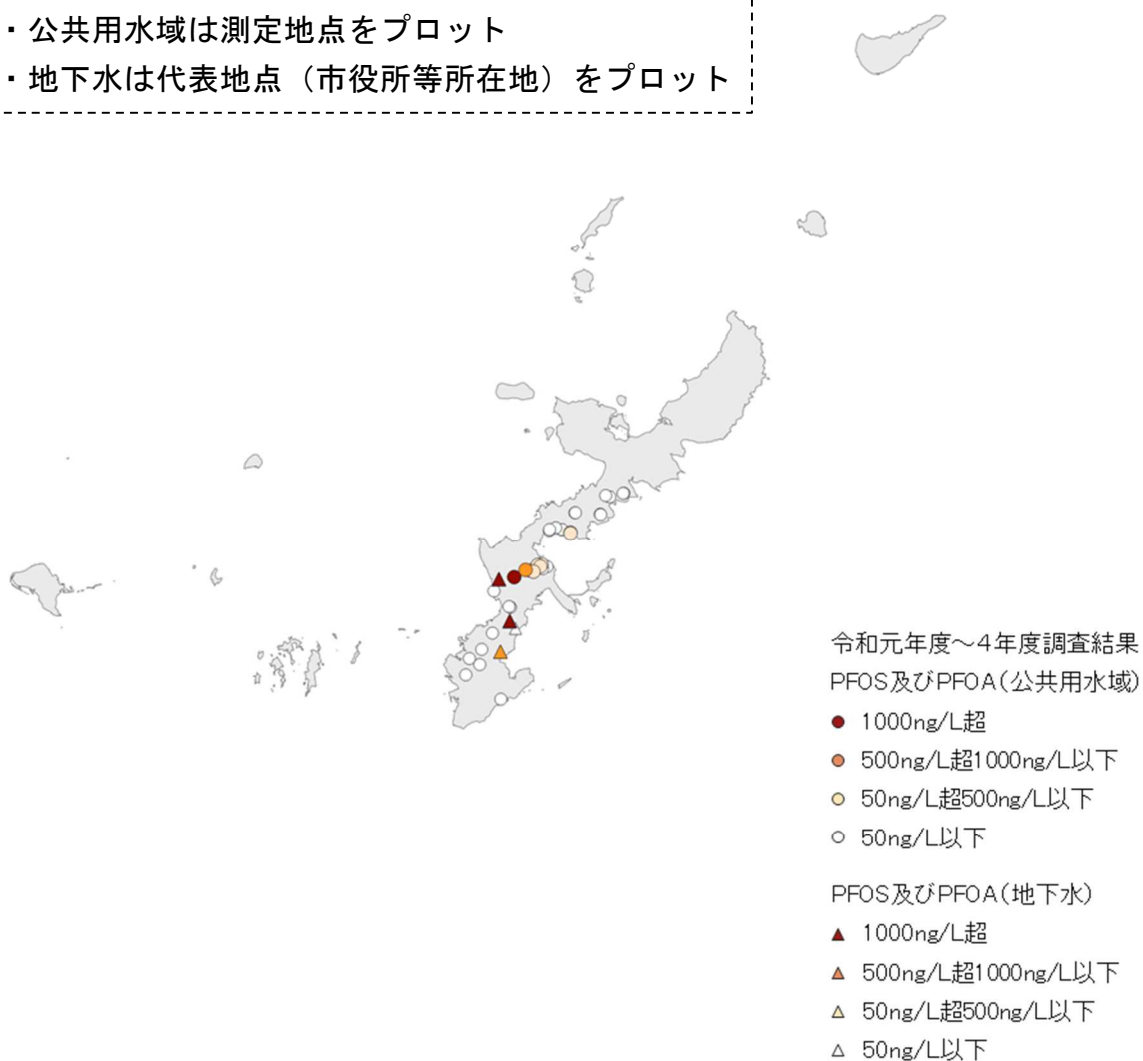 ・公共用水域は測定地点をプロット
・地下水は代表地点（市役所等所在地）をプロット
令和元年度～4年度調査結果
PFOS及びPFOA(公共用水域)
1000ng/L超
500ng/L超1000ng/L以下
50ng/L超500ng/L以下
50ng/L以下
PFOS及びPFOA(地下水)
1000ng/L超
500ng/L超1000ng/L以下
50ng/L超500ng/L以下
50ng/L以下